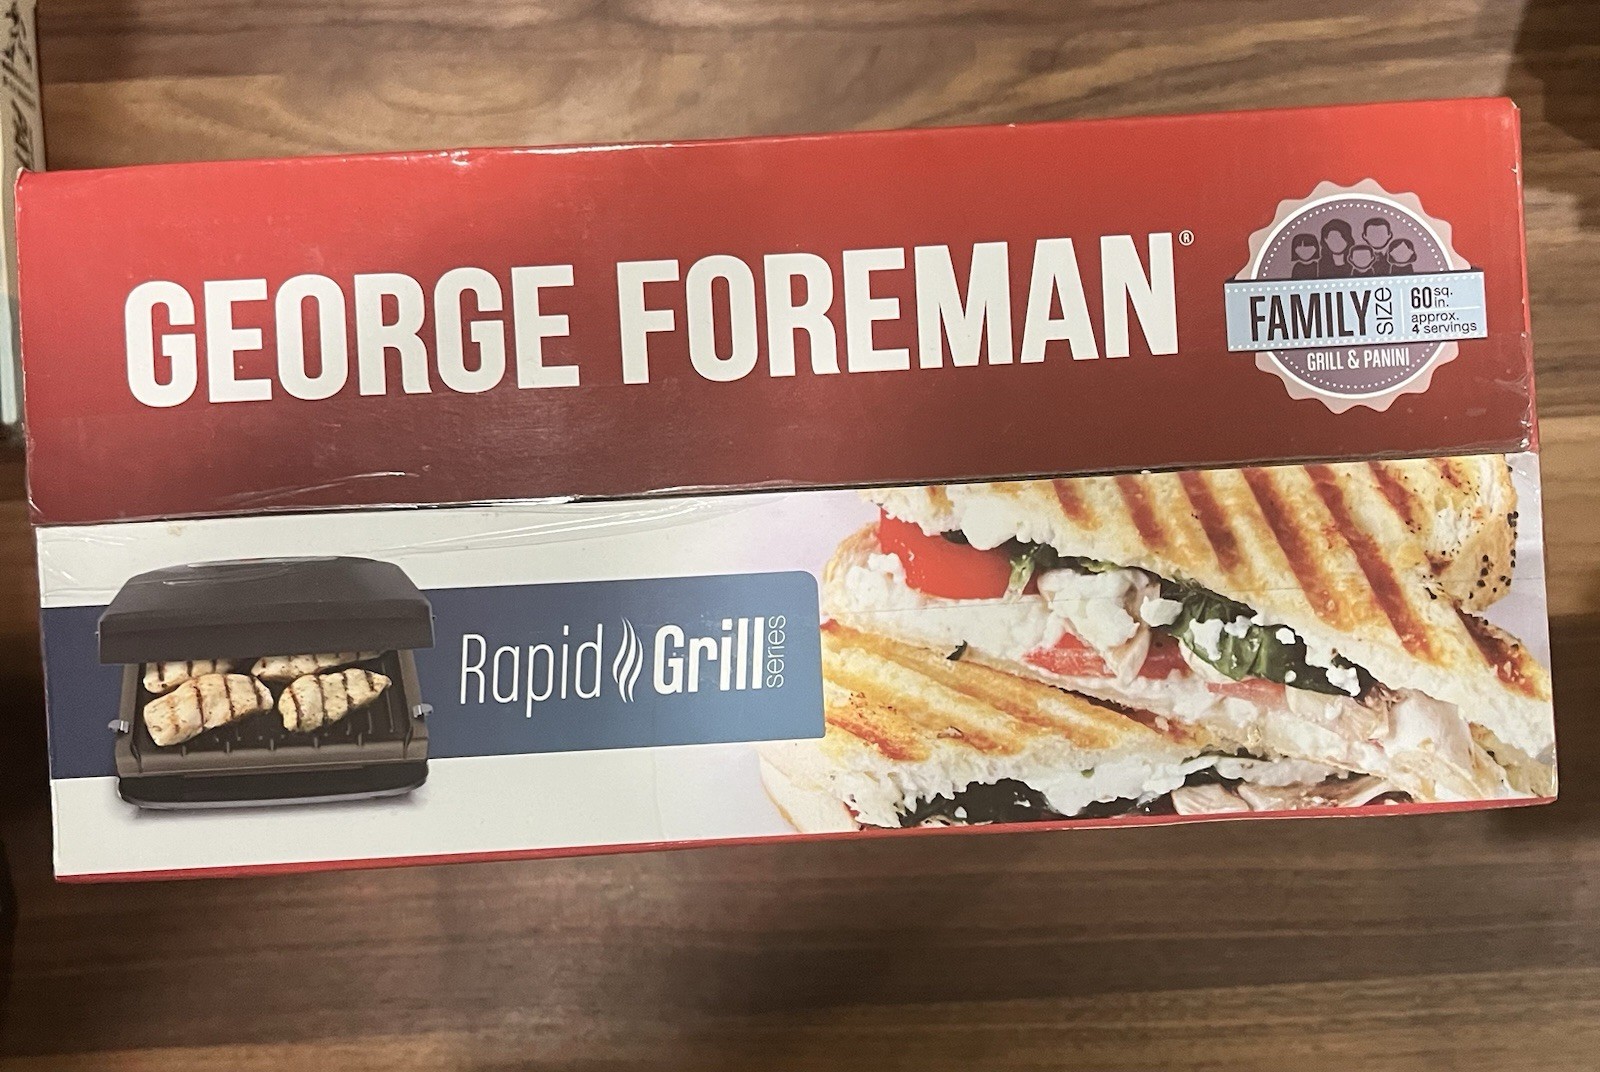 GEORGE FOREMAN®
FAMILY SIZE
60 sq. in.
approx.
4 servings
GRILL & PANINI
Rapid Grill series